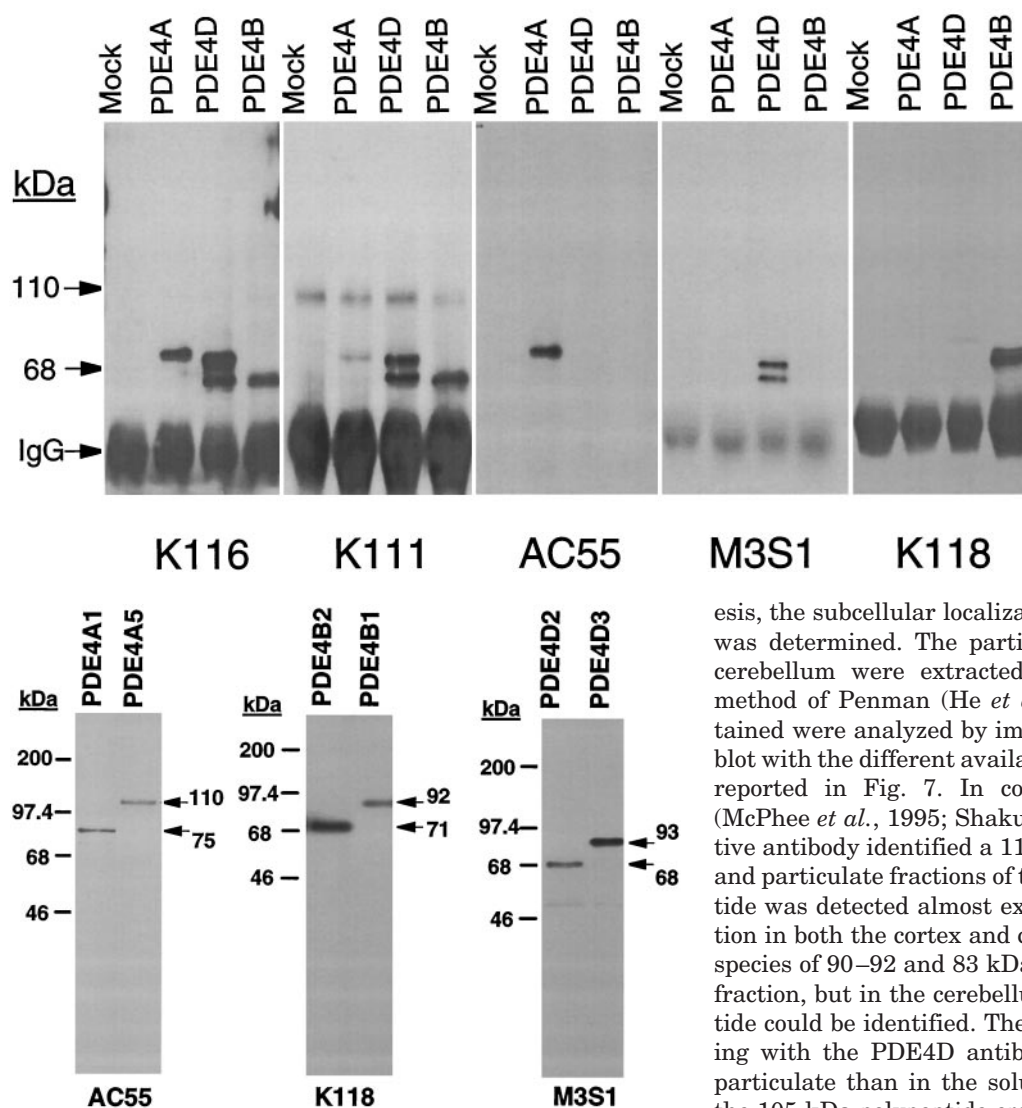 Mock PDE4A PDE4D PDE4B Mock PDE4A PDE4D PDE4B Mock PDE4A PDE4D PDE4B Mock PDE4A PDE4D PDE4B Mock PDE4A PDE4D PDE4B
kDa
110
68
IgG
K116 K111 AC55 M3S1 K118
PDE4A1 PDE4A5
kDa
200
97.4
68
46
110
75
AC55
PDE4B2 PDE4B1
kDa
200
97.4
68
46
92
71
K118
PDE4D2 PDE4D3
kDa
200
97.4
68
46
93
68
M3S1
esis, the subcellular localiza
was determined. The parti
cerebellum were extracted
method of Penman (He et
tained were analyzed by im
blot with the different availa
reported in Fig. 7. In co
(McPhee et al., 1995; Shaku
tive antibody identified a 11
and particulate fractions of t
tide was detected almost ex
tion in both the cortex and c
species of 90–92 and 83 kDa
fraction, but in the cerebellu
tide could be identified. The
ing with the PDE4D antib
particulate than in the solu